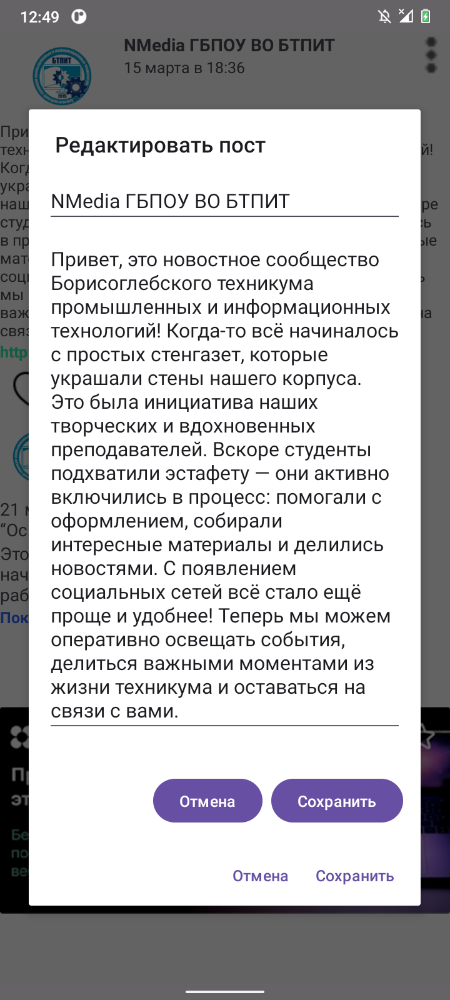 12:49
NMedia ГБПОУ ВО БТПИТ
15 марта в 18:36
БТПИТ
Редактировать пост
NMedia ГБПОУ ВО БТПИТ
Привет, это новостное сообщество
Борисоглебского техникума
промышленных и информационных
технологий! Когда-то всё начиналось
с простых стенгазет, которые
украшали стены нашего корпуса.
Это была инициатива наших
творческих и вдохновенных
преподавателей. Вскоре студенты
подхватили эстафету — они активно
включились в процесс: помогали с
оформлением, собирали
интересные материалы и делились
новостями. С появлением
социальных сетей всё стало ещё
проще и удобнее! Теперь мы можем
оперативно освещать события,
делиться важными моментами из
жизни техникума и оставаться на
связи с вами.
Отмена
Сохранить
Отмена
Сохранить